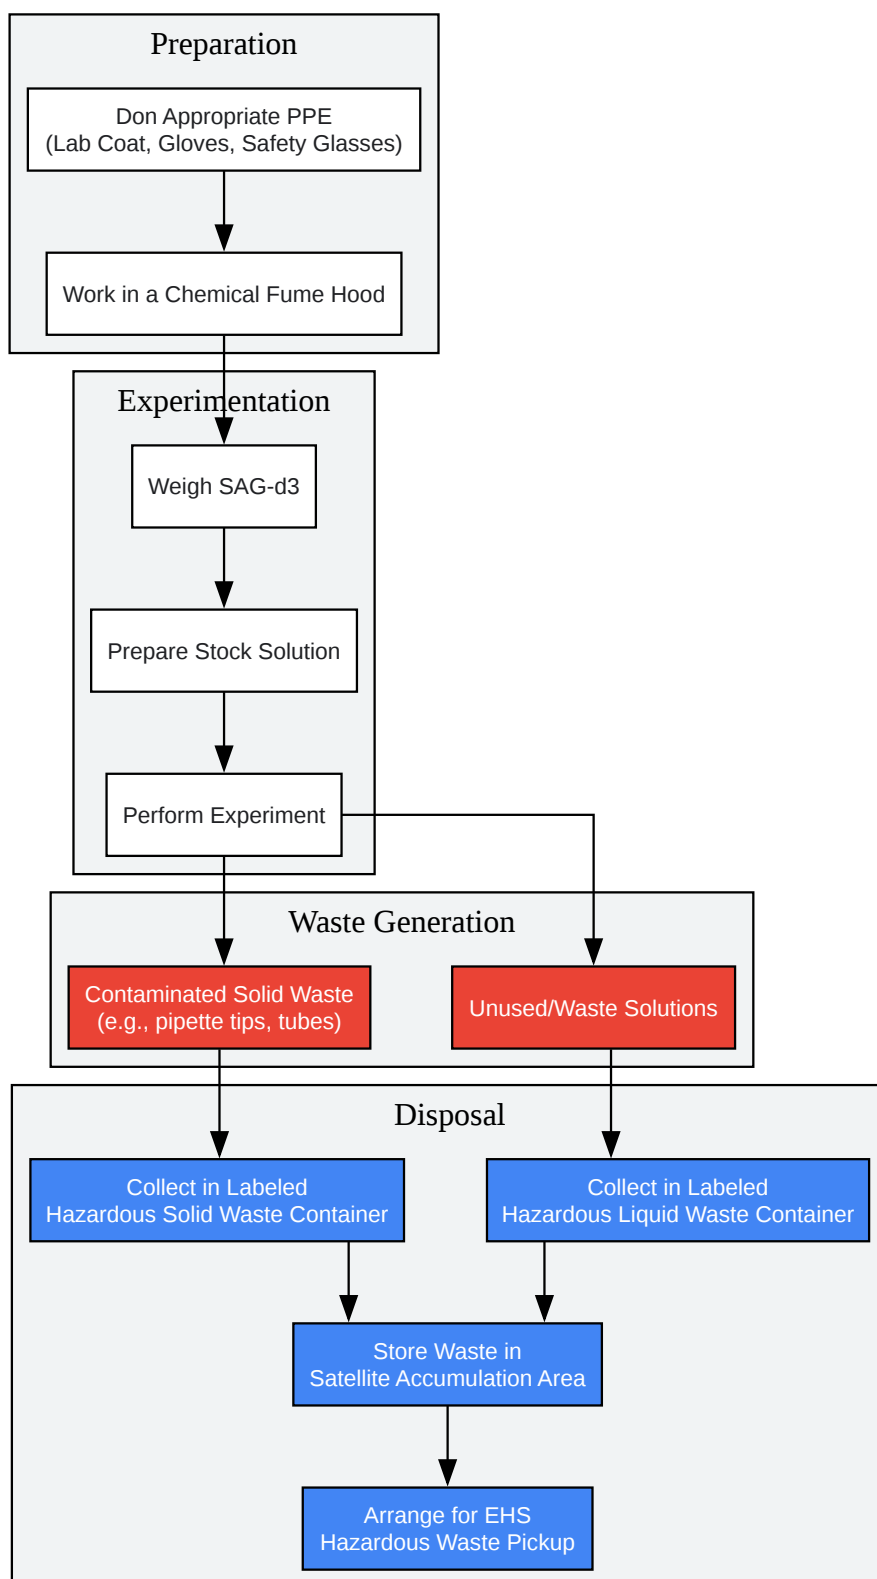 Preparation
Don Appropriate PPE
(Lab Coat, Gloves, Safety Glasses)
Work in a Chemical Fume Hood
Experimentation
Weigh SAG-d3
Prepare Stock Solution
Perform Experiment
Waste Generation
Contaminated Solid Waste
(e.g., pipette tips, tubes)
Unused/Waste Solutions
Disposal
Collect in Labeled
Hazardous Solid Waste Container
Collect in Labeled
Hazardous Liquid Waste Container
Store Waste in
Satellite Accumulation Area
Arrange for EHS
Hazardous Waste Pickup